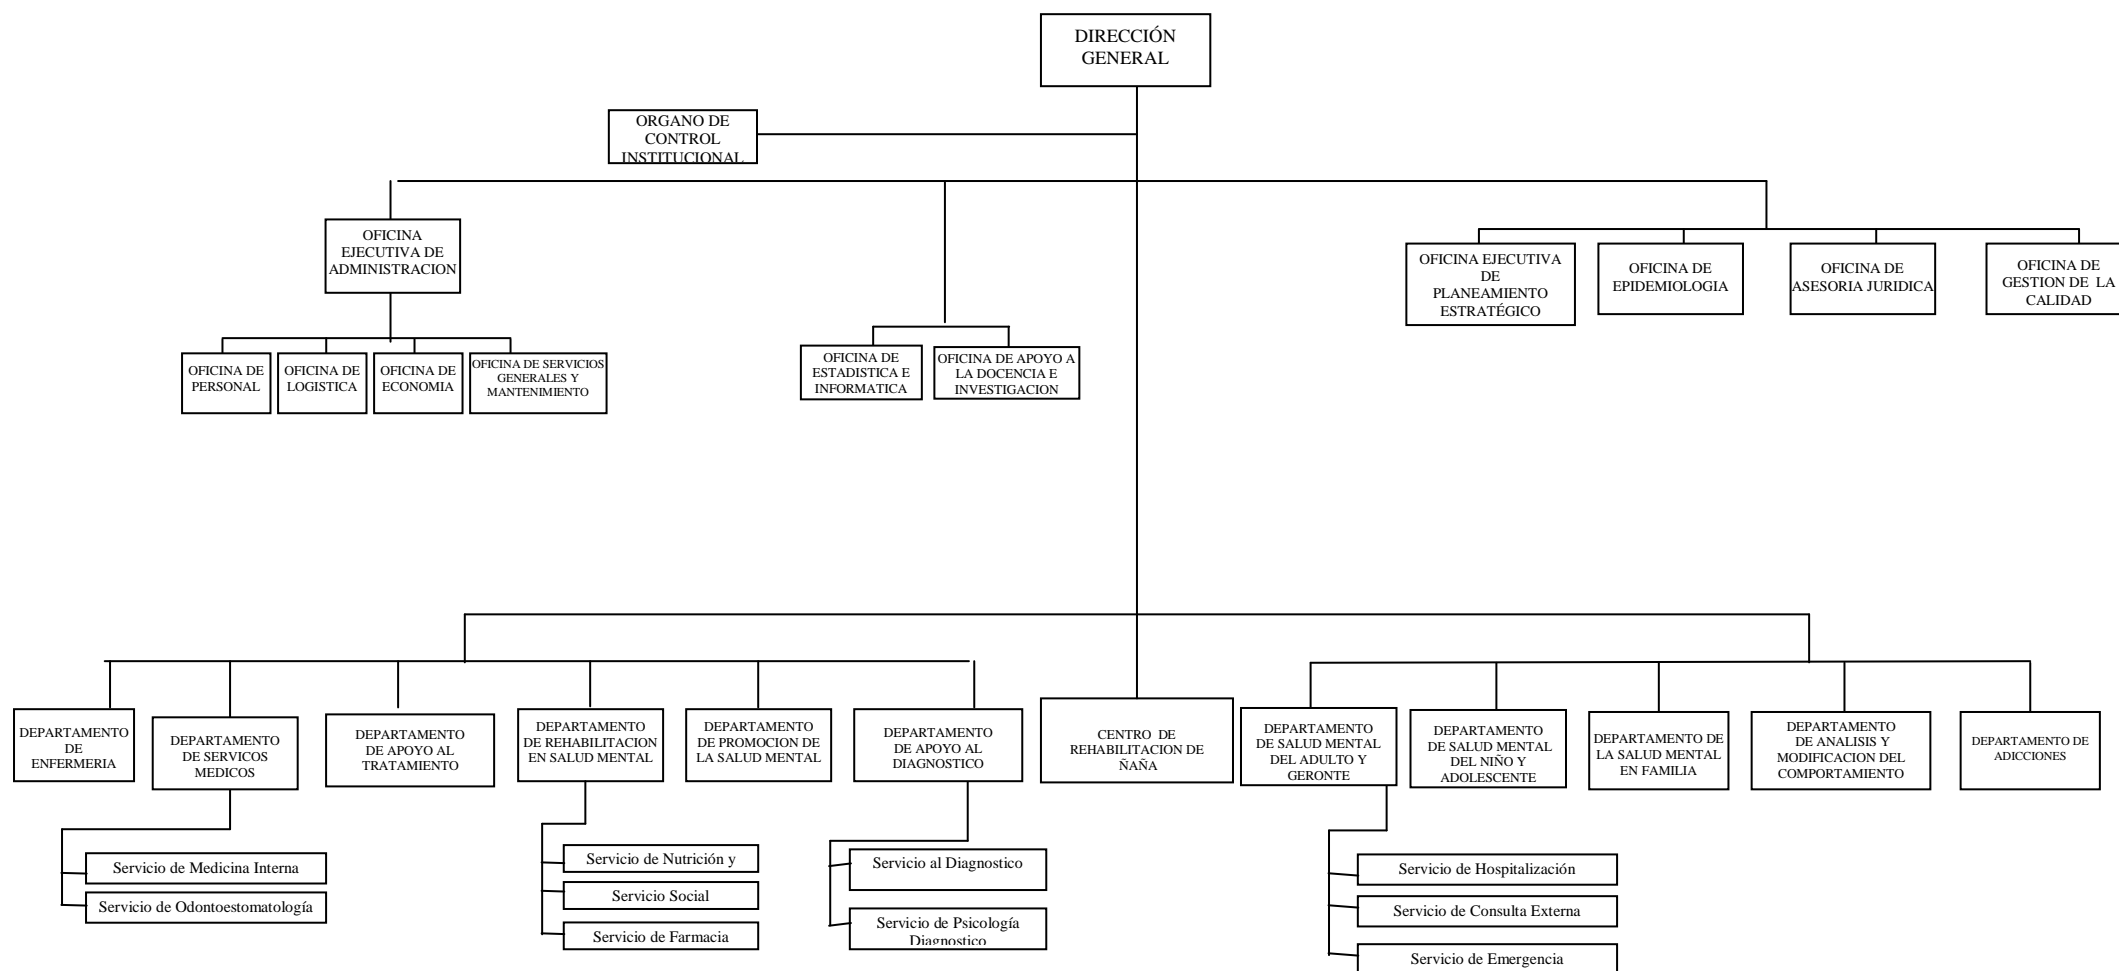 DIRECCIÓN
GENERAL
ORGANO DE
CONTROL
INSTITUCIONAL
OFICINA
EJECUTIVA DE
ADMINISTRACION
OFICINA EJECUTIVA
DE
PLANEAMIENTO
ESTRATÉGICO
OFICINA DE
EPIDEMIOLOGIA
OFICINA DE
ASESORIA JURIDICA
OFICINA DE
GESTION DE LA
CALIDAD
OFICINA DE
PERSONAL
OFICINA DE
LOGISTICA
OFICINA DE
ECONOMIA
OFICINA DE SERVICIOS
GENERALES Y
MANTENIMIENTO
OFICINA DE
ESTADISTICA E
INFORMATICA
OFICINA DE APOYO A
LA DOCENCIA E
INVESTIGACION
DEPARTAMENTO
DE
ENFERMERIA
DEPARTAMENTO
DE SERVICOS
MEDICOS
DEPARTAMENTO
DE APOYO AL
TRATAMIENTO
DEPARTAMENTO
DE REHABILITACION
EN SALUD MENTAL
DEPARTAMENTO
DE PROMOCION DE
LA SALUD MENTAL
DEPARTAMENTO
DE APOYO AL
DIAGNOSTICO
CENTRO DE
REHABILITACION DE
ÑAÑA
DEPARTAMENTO
DE SALUD MENTAL
DEL ADULTO Y
GERONTE
DEPARTAMENTO
DE SALUD MENTAL
DEL NIÑO Y
ADOLESCENTE
DEPARTAMENTO DE
LA SALUD MENTAL
EN FAMILIA
DEPARTAMENTO
DE ANALISIS Y
MODIFICACION DEL
COMPORTAMIENTO
DEPARTAMENTO DE
ADICCIONES
Servicio de Medicina Interna
Servicio de Odontoestomatología
Servicio de Nutrición y
Servicio Social
Servicio de Farmacia
Servicio al Diagnostico
Servicio de Psicología
Diagnostico
Servicio de Hospitalización
Servicio de Consulta Externa
Servicio de Emergencia